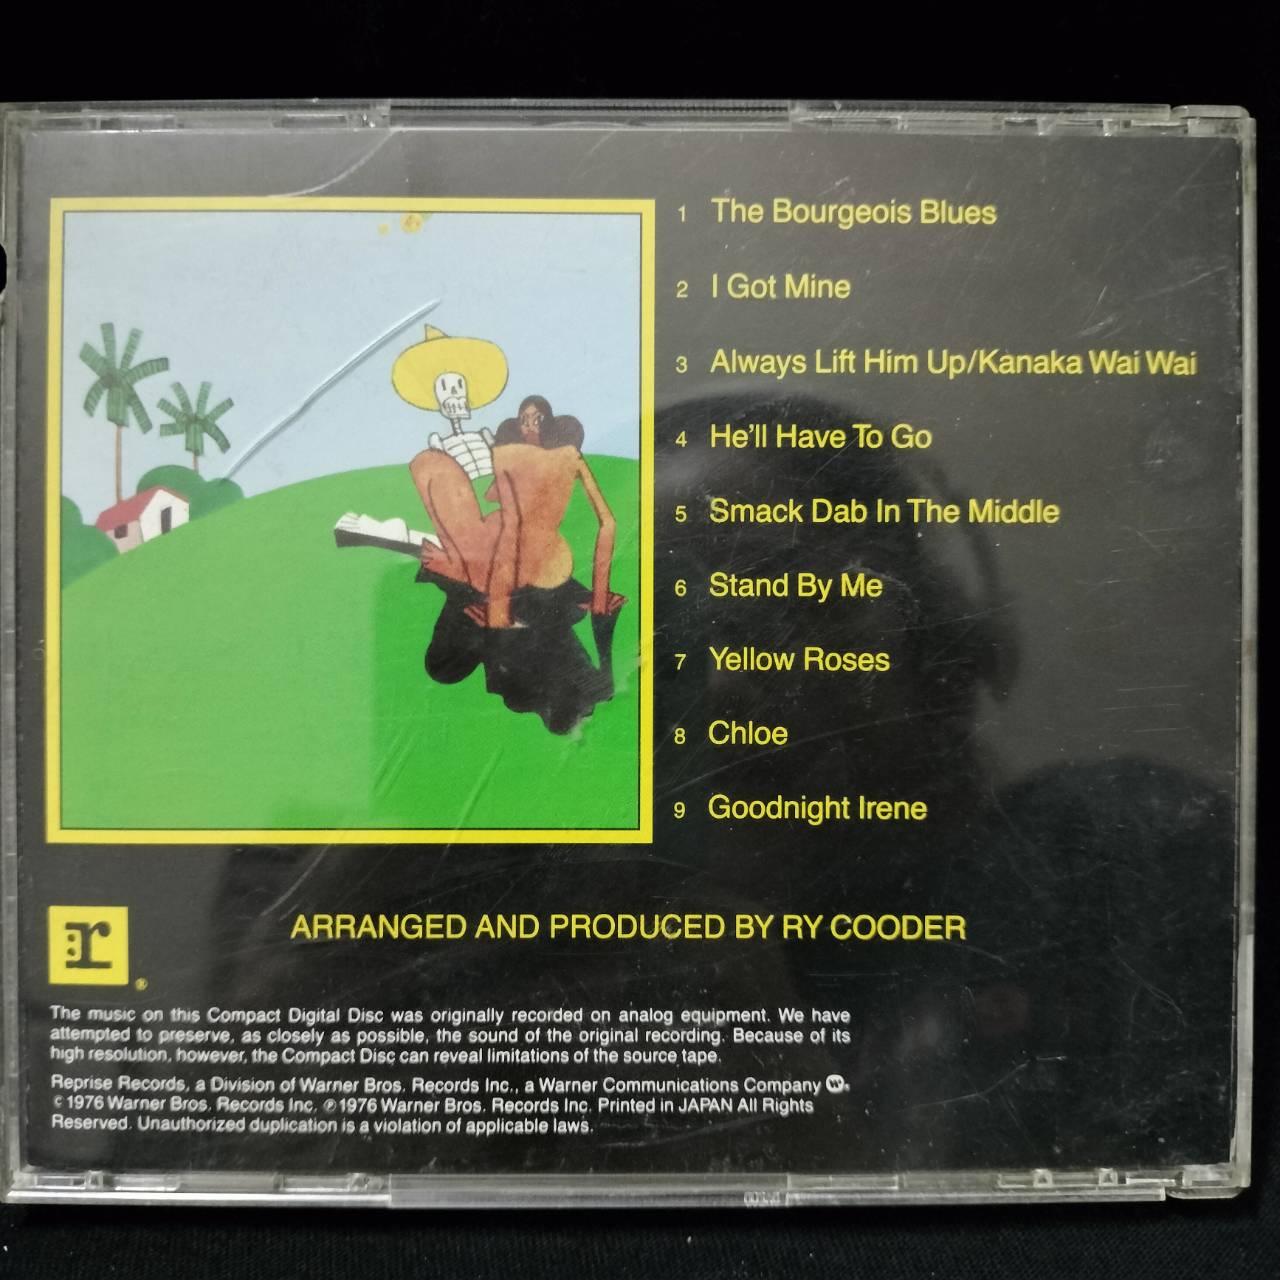 1 The Bourgeois Blues
2 I Got Mine
3 Always Lift Him Up/Kanaka Wai Wai
4 He'll Have To Go
5 Smack Dab In The Middle
6 Stand By Me
7 Yellow Roses
8 Chloe
9 Goodnight Irene
r
®
ARRANGED AND PRODUCED BY RY COODER
The music on this Compact Digital Disc was originally recorded on analog equipment. We have
attempted to preserve, as closely as possible, the sound of the original recording. Because of its
high resolution, however, the Compact Disc can reveal limitations of the source tape.
Reprise Records, a Division of Warner Bros. Records Inc., a Warner Communications Company
© 1976 Warner Bros. Records Inc. ℗ 1976 Warner Bros. Records Inc. Printed in JAPAN All Rights
Reserved. Unauthorized duplication is a violation of applicable laws.